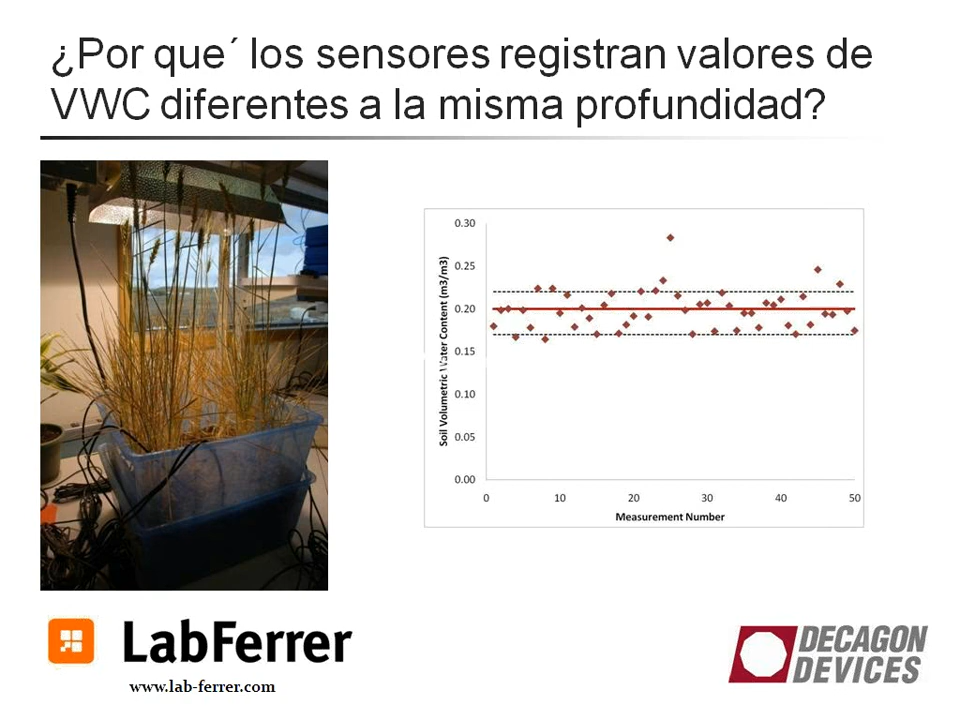 ¿Por que´ los sensores registran valores de
VWC diferentes a la misma profundidad?
0.30
0.25
0.20
0.15
0.10
0.05
0.00
Soil Volumetric Water Content (m3/m3)
0 10 20 30 40 50
Measurement Number
LabFerrer
www.lab-ferrer.com
DECAGON
DEVICES